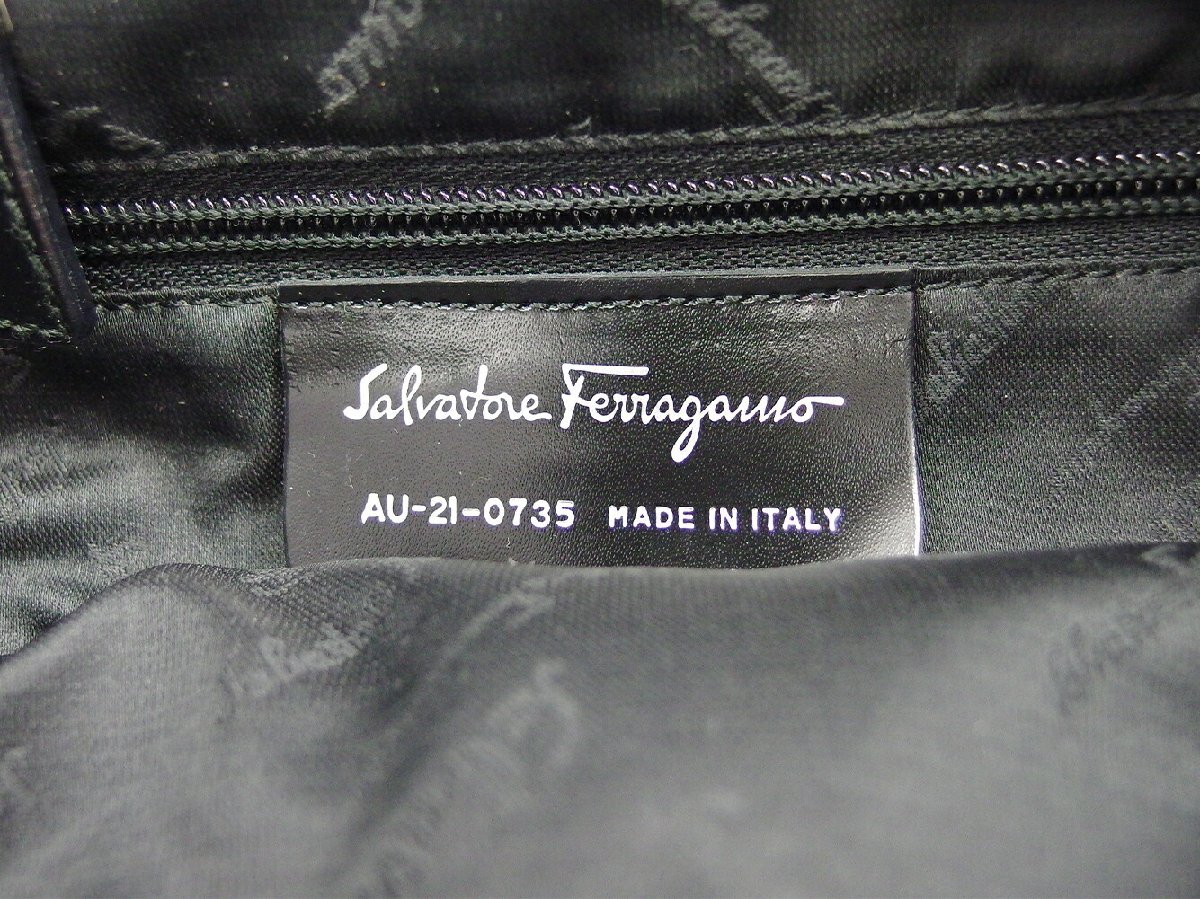 Salvatore Ferragamo
AU-21-0735 MADE IN ITALY